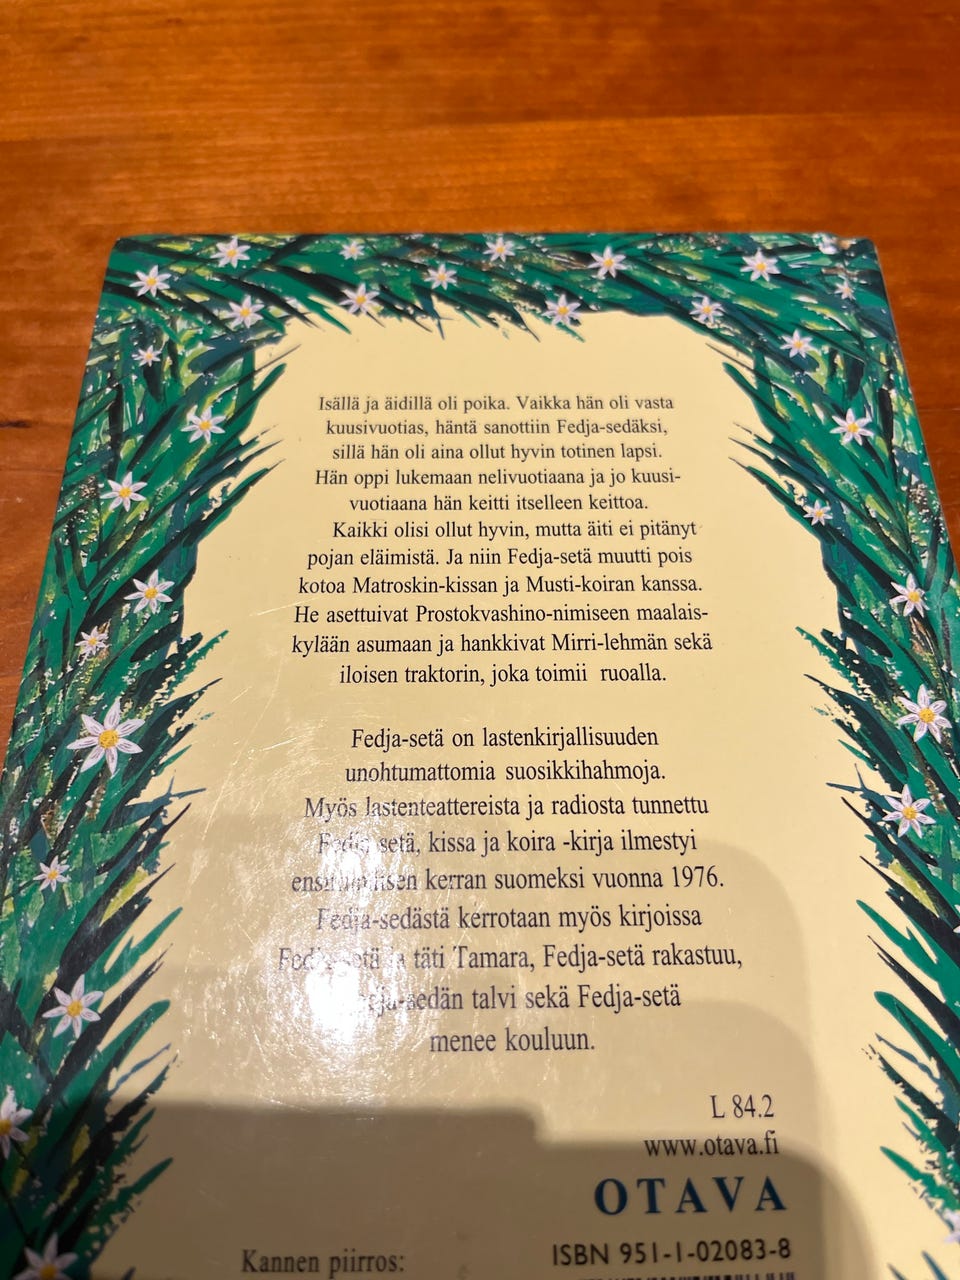 Isällä ja äidillä oli poika. Vaikka hän oli vasta
kuusivuotias, häntä sanottiin Fedja-sedäksi,
sillä hän oli aina ollut hyvin totinen lapsi.
Hän oppi lukemaan nelivuotiaana ja jo kuusi-
vuotiaana hän keitti itselleen keittoa.
Kaikki olisi ollut hyvin, mutta äiti ei pitänyt
pojan eläimistä. Ja niin Fedja-setä muutti pois
kotoa Matroskin-kissan ja Musti-koiran kanssa.
He asettuivat Prostokvashino-nimiseen maalais-
kylään asumaan ja hankkivat Mirri-lehmän sekä
iloisen traktorin, joka toimii ruoalla.
Fedja-setä on lastenkirjallisuuden
unohtumattomia suosikkihahmoja.
Myös lastenteattereista ja radiosta tunnettu
Fedja-setä, kissa ja koira -kirja ilmestyi
ensimmäisen kerran suomeksi vuonna 1976.
Fedja-sedästä kerrotaan myös kirjoissa
Fedja-setä ja täti Tamara, Fedja-setä rakastuu,
Fedja-sedän talvi sekä Fedja-setä
menee kouluun.
L 84.2
www.otava.fi
OTAVA
Kannen piirros:
ISBN 951-1-02083-8